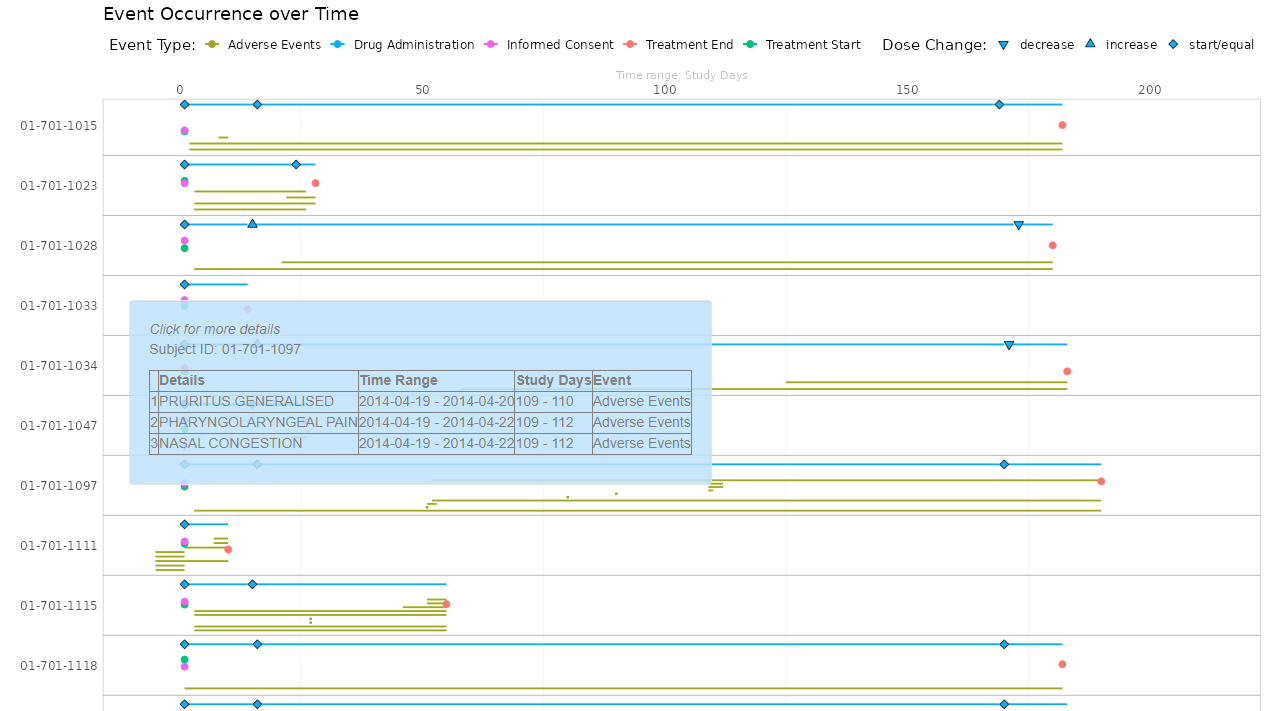 Event Occurrence over Time
Event Type: Adverse Events Drug Administration Informed Consent Treatment End Treatment Start Dose Change: decrease increase start/equal
Time range: Study Days
0 50 100 150 200
01-701-1015
01-701-1023
01-701-1028
01-701-1033
01-701-1034
01-701-1047
01-701-1097
01-701-1111
01-701-1115
01-701-1118
Click for more details
Subject ID: 01-701-1097
Details Time Range Study Days Event
1 PRURITUS GENERALISED 2014-04-19 - 2014-04-20 109 - 110 Adverse Events
2 PHARYNGOLARYNGEAL PAIN 2014-04-19 - 2014-04-22 109 - 112 Adverse Events
3 NASAL CONGESTION 2014-04-19 - 2014-04-22 109 - 112 Adverse Events